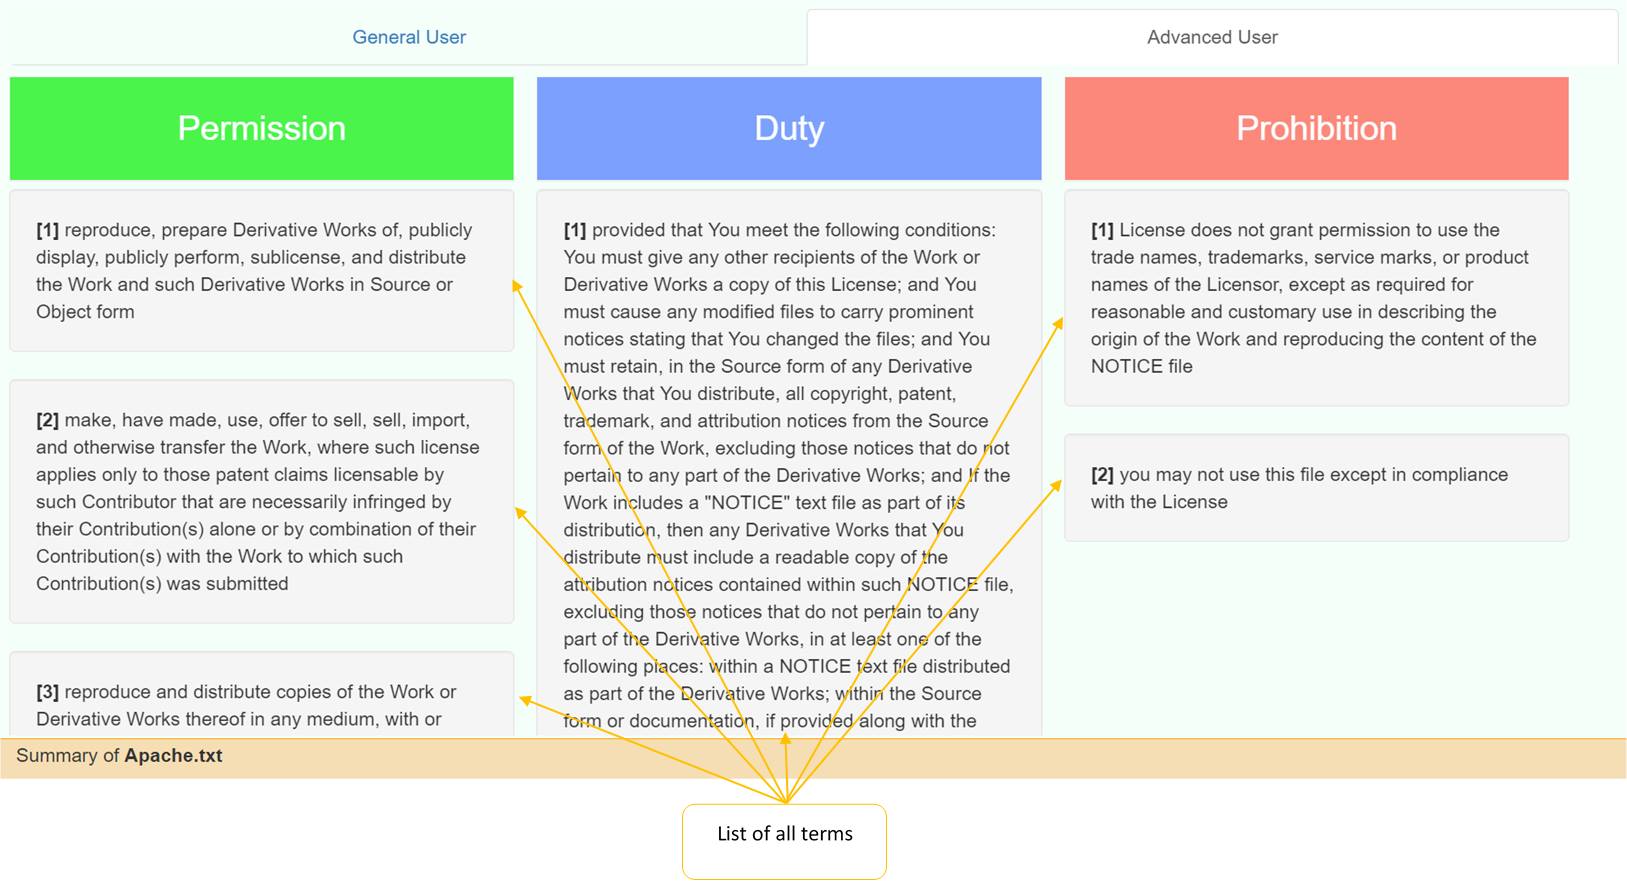 General User
Advanced User
Permission
Duty
Prohibition
[1] reproduce, prepare Derivative Works of, publicly
display, publicly perform, sublicense, and distribute
the Work and such Derivative Works in Source or
Object form
[2] make, have made, use, offer to sell, sell, import,
and otherwise transfer the Work, where such license
applies only to those patent claims licensable by
such Contributor that are necessarily infringed by
their Contribution(s) alone or by combination of their
Contribution(s) with the Work to which such
Contribution(s) was submitted
[3] reproduce and distribute copies of the Work or
Derivative Works thereof in any medium, with or
[1] provided that You meet the following conditions:
You must give any other recipients of the Work or
Derivative Works a copy of this License; and You
must cause any modified files to carry prominent
notices stating that You changed the files; and You
must retain, in the Source form of any Derivative
Works that You distribute, all copyright, patent,
trademark, and attribution notices from the Source
form of the Work, excluding those notices that do not
pertain to any part of the Derivative Works; and If the
Work includes a "NOTICE" text file as part of its
distribution, then any Derivative Works that You
distribute must include a readable copy of the
attribution notices contained within such NOTICE file,
excluding those notices that do not pertain to any
part of the Derivative Works, in at least one of the
following places: within a NOTICE text file distributed
as part of the Derivative Works; within the Source
form or documentation, if provided along with the
[1] License does not grant permission to use the
trade names, trademarks, service marks, or product
names of the Licensor, except as required for
reasonable and customary use in describing the
origin of the Work and reproducing the content of the
NOTICE file
[2] you may not use this file except in compliance
with the License
Summary of Apache.txt
List of all terms